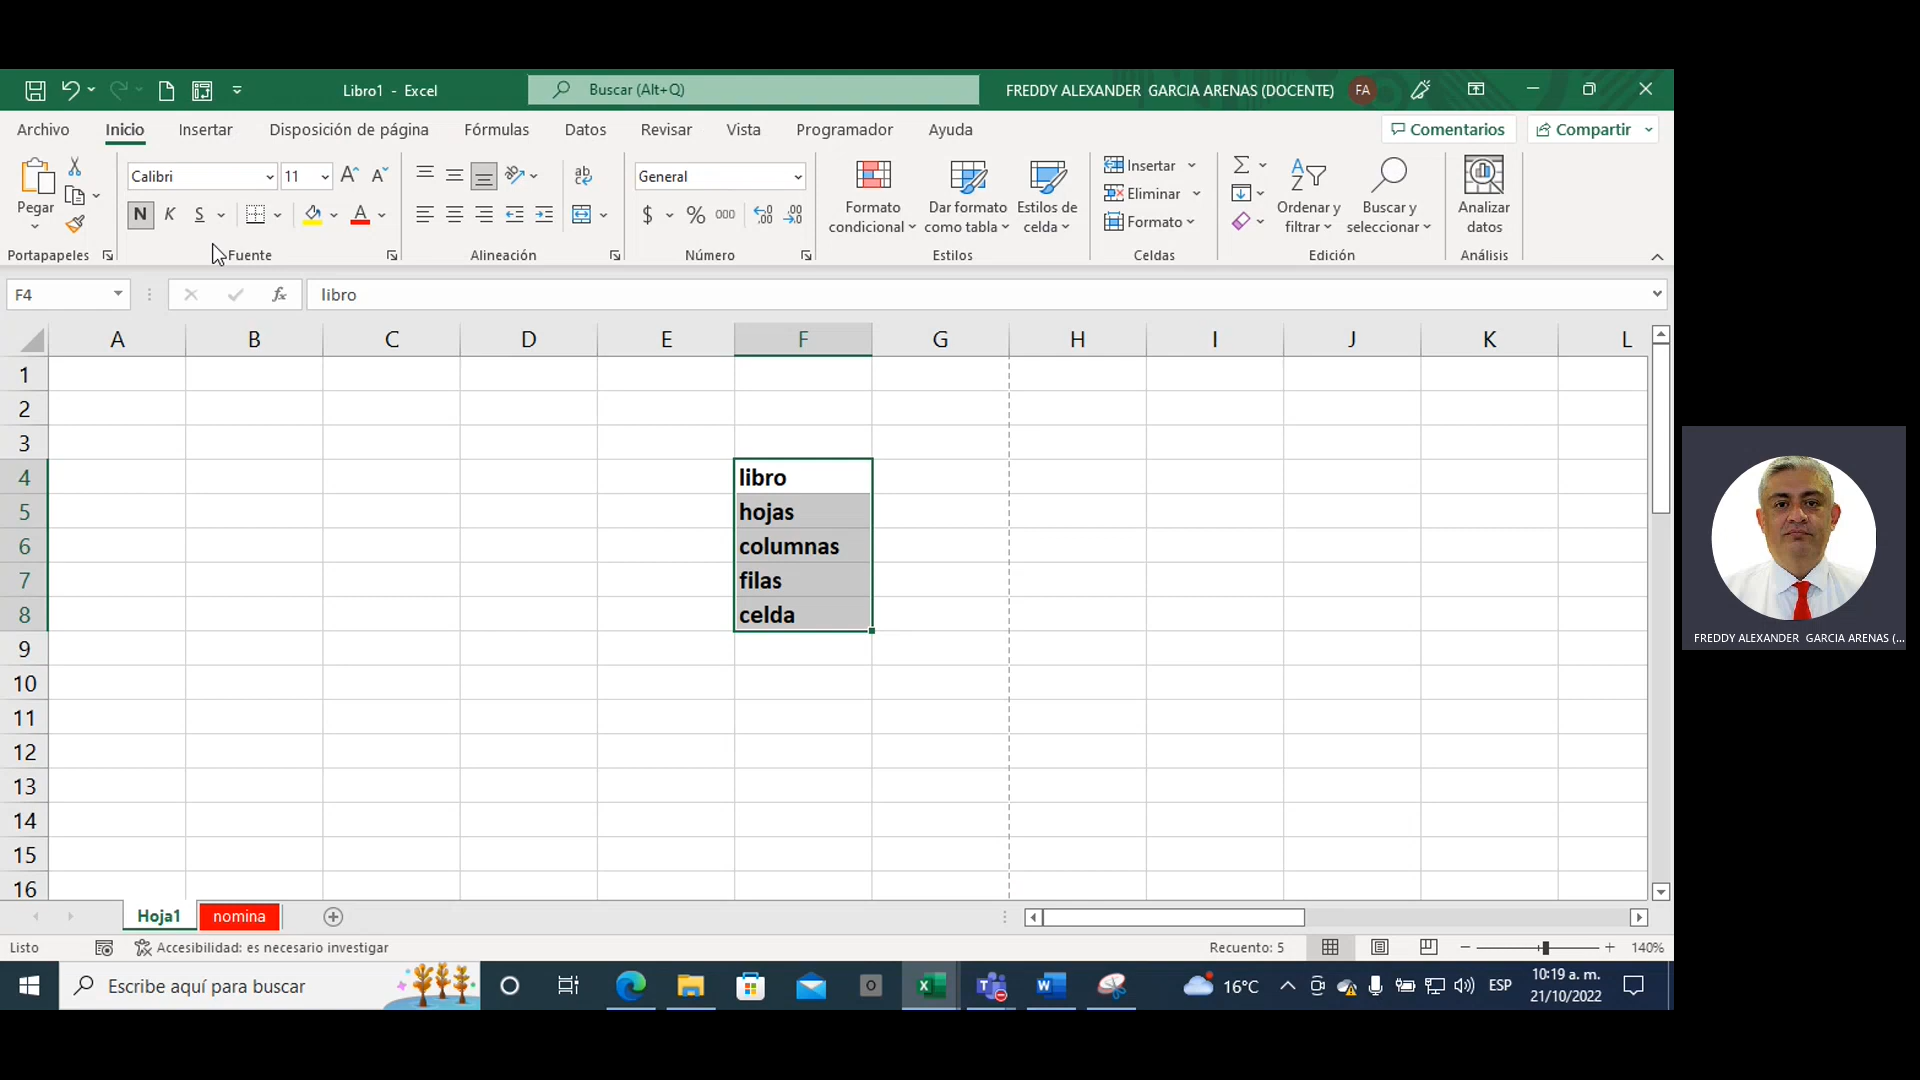 Libro1 - Excel
Buscar (Alt+Q)
FREDDY ALEXANDER GARCIA ARENAS (DOCENTE)
FA
Archivo Inicio Insertar Disposición de página Fórmulas Datos Revisar Vista Programador Ayuda
Comentarios Compartir
Pegar
Calibri 11
N K S
General
$ % 000
Formato condicional
Dar formato como tabla
Estilos de celda
Insertar
Eliminar
Formato
Ordenar y filtrar
Buscar y seleccionar
Analizar datos
Portapapeles Fuente Alineación Número Estilos Celdas Edición Análisis
F4
fx
libro
A B C D E F G H I J K L
1
2
3
4 libro
5 hojas
6 columnas
7 filas
8 celda
9
10
11
12
13
14
15
16
Hoja1 nomina
Listo
Accesibilidad: es necesario investigar
Recuento: 5
140%
Escribe aquí para buscar
16°C
ESP
10:19 a. m.
21/10/2022
FREDDY ALEXANDER GARCIA ARENAS (...